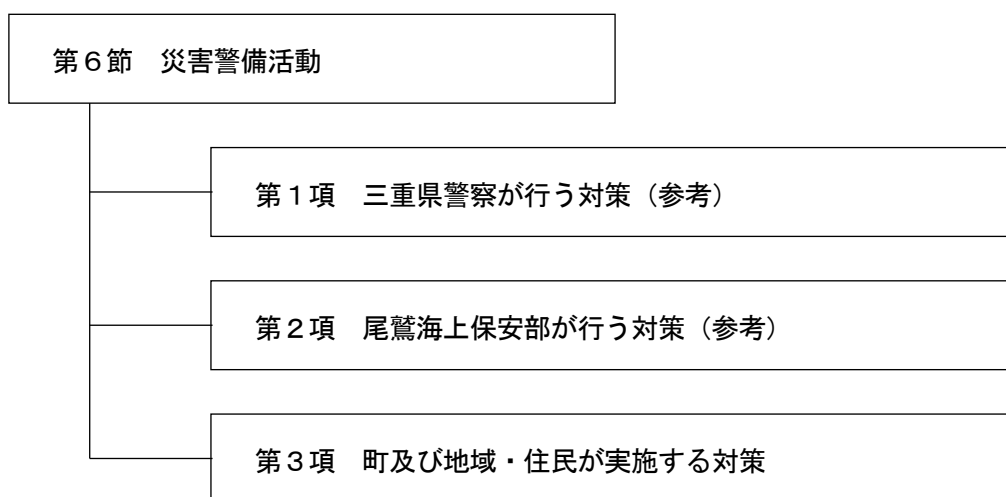 第６節　災害警備活動
第１項　三重県警察が行う対策（参考）
第２項　尾鷲海上保安部が行う対策（参考）
第３項　町及び地域・住民が実施する対策